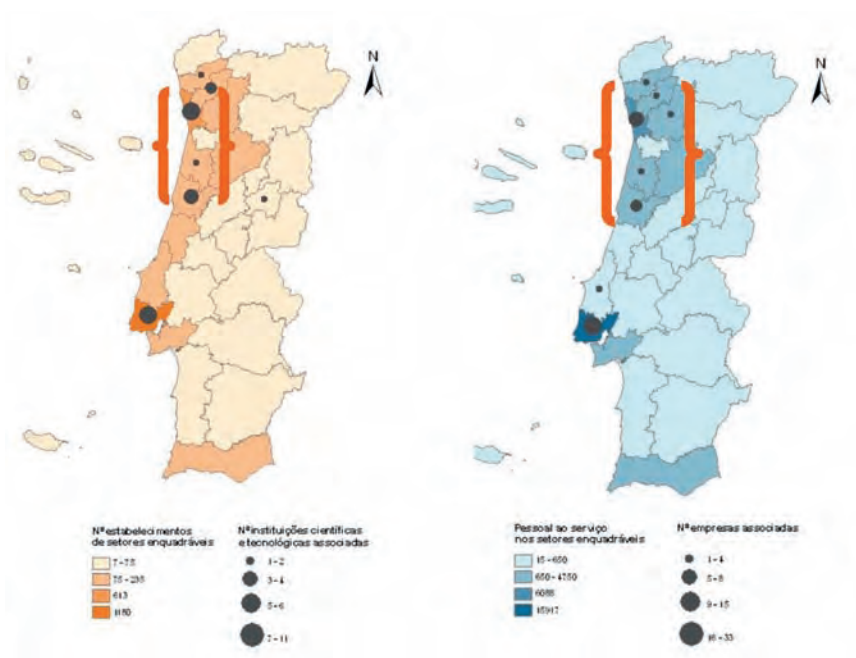 N
N
Nº estabelecimentos
de setores enquadráveis
7 - 75
75 - 235
613
1180
Nº instituições científicas
e tecnológicas associadas
1 - 2
3 - 4
5 - 6
7 - 11
Pessoal ao serviço
nos setores enquadráveis
15 - 650
650 - 4750
6088
15917
Nº empresas associadas
1 - 4
5 - 8
9 - 15
16 - 33